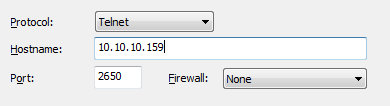 Protocol: Telnet
Hostname: 10.10.10.159
Port: 2650 Firewall: None